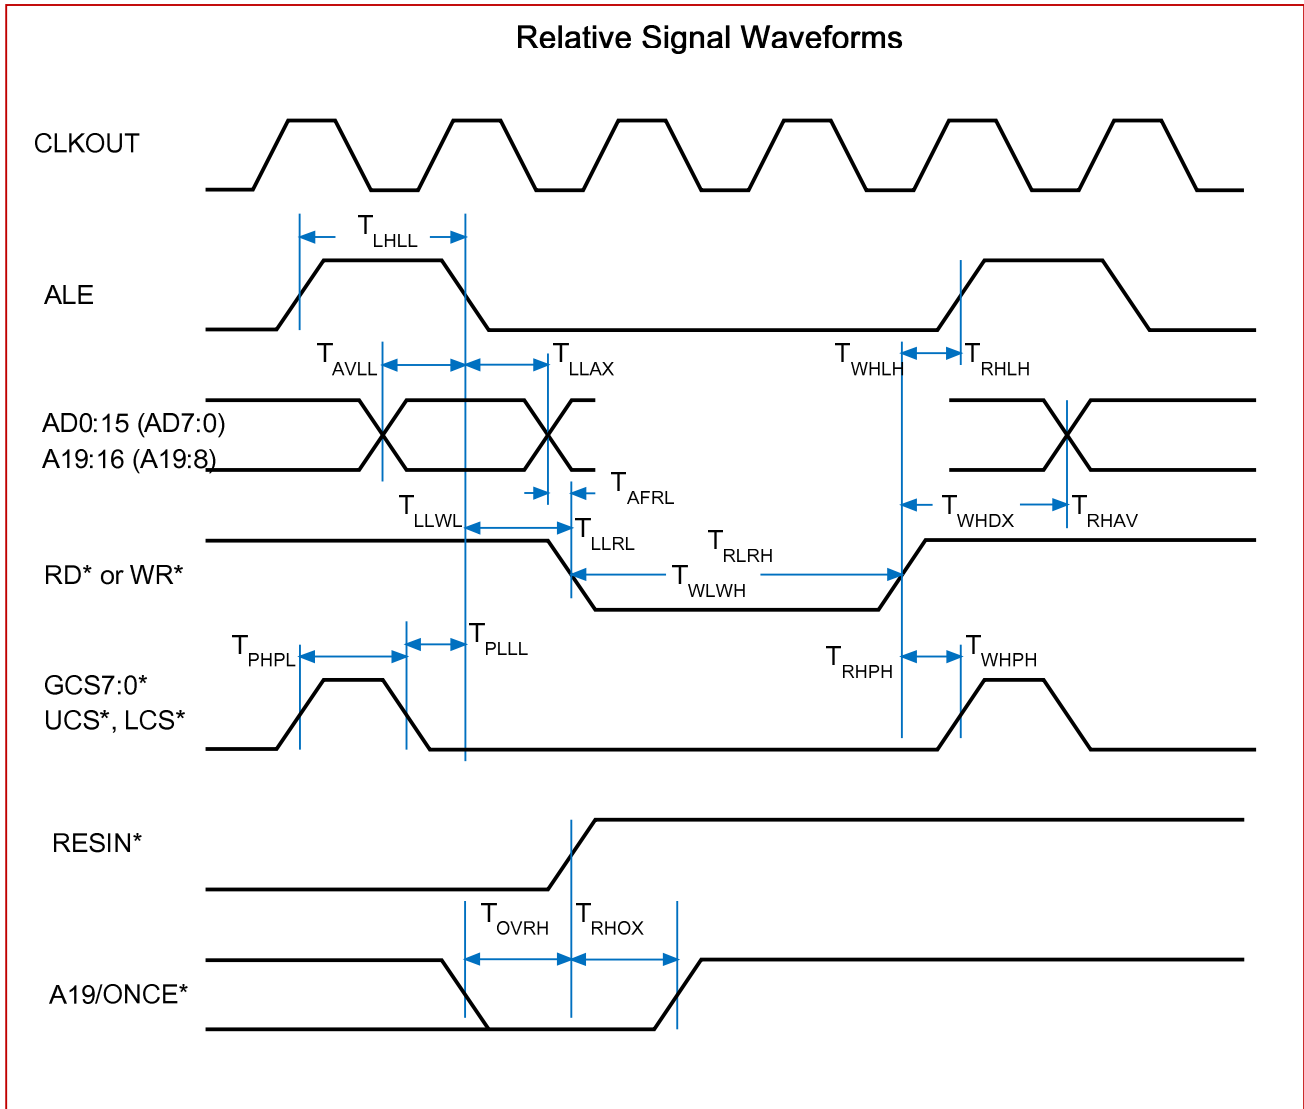 Relative Signal Waveforms
CLKOUT
TLHLL
ALE
TAVLL
TLLAX
TWHLH
TRHLH
AD0:15 (AD7:0)
A19:16 (A19:8)
TAFRL
TLLWL
TLLRL
TWHDX
TRHAV
TRLRH
RD* or WR*
TWLWH
TPHPL
TPLLL
TRHPH
TWHPH
GCS7:0*
UCS*, LCS*
RESIN*
TOVRH
TRHOX
A19/ONCE*